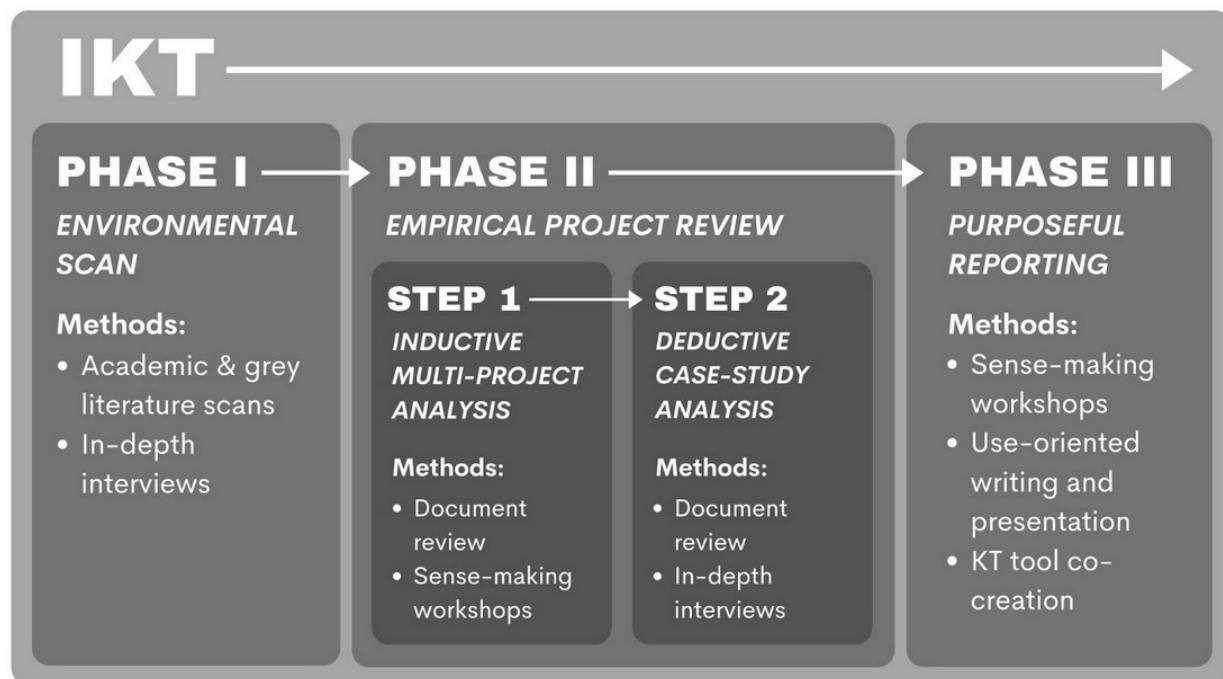 IKT
PHASE I
ENVIRONMENTAL
SCAN
Methods:
• Academic & grey
literature scans
• In-depth
interviews
PHASE II
EMPIRICAL PROJECT REVIEW
STEP 1
INDUCTIVE
MULTI-PROJECT
ANALYSIS
Methods:
• Document
review
• Sense-making
workshops
STEP 2
DEDUCTIVE
CASE-STUDY
ANALYSIS
Methods:
• Document
review
• In-depth
interviews
PHASE III
PURPOSEFUL
REPORTING
Methods:
• Sense-making
workshops
• Use-oriented
writing and
presentation
• KT tool co-
creation